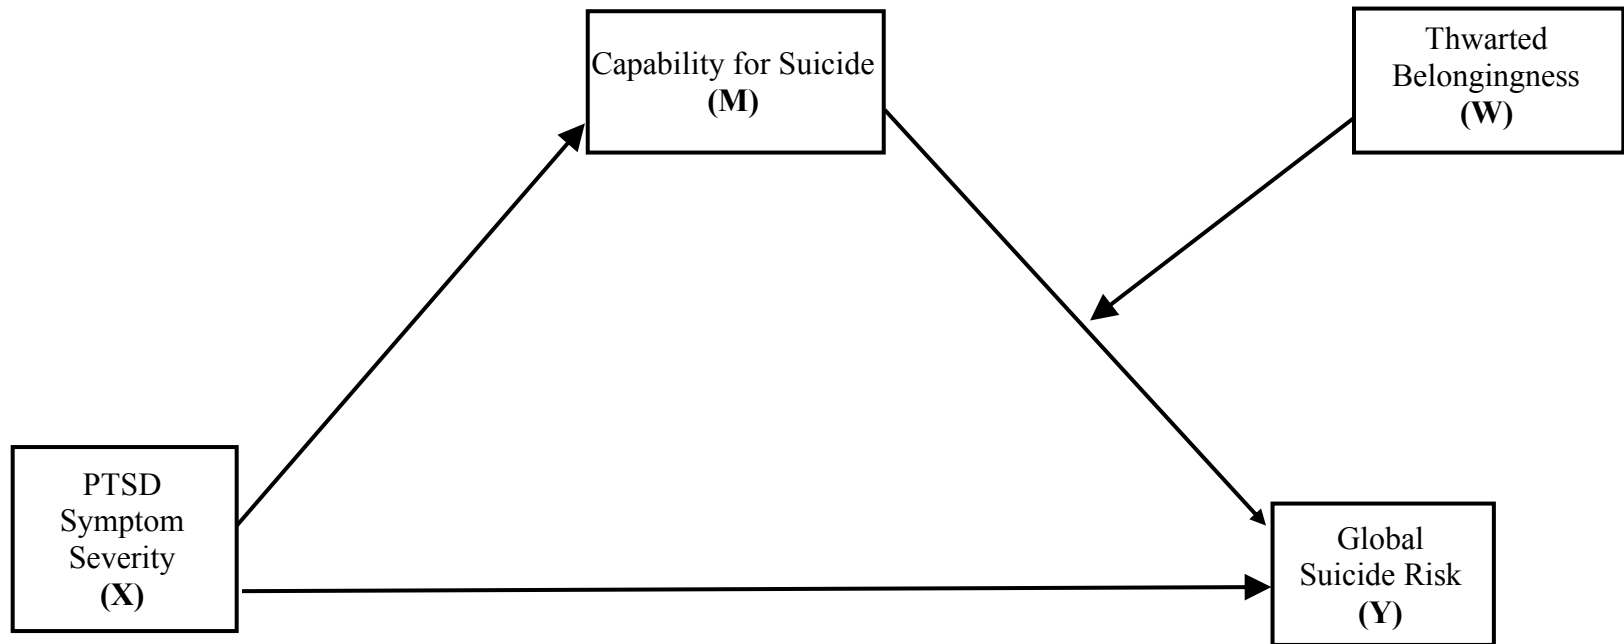 Capability for Suicide
(M)
Thwarted
Belongingness
(W)
PTSD
Symptom
Severity
(X)
Global
Suicide Risk
(Y)